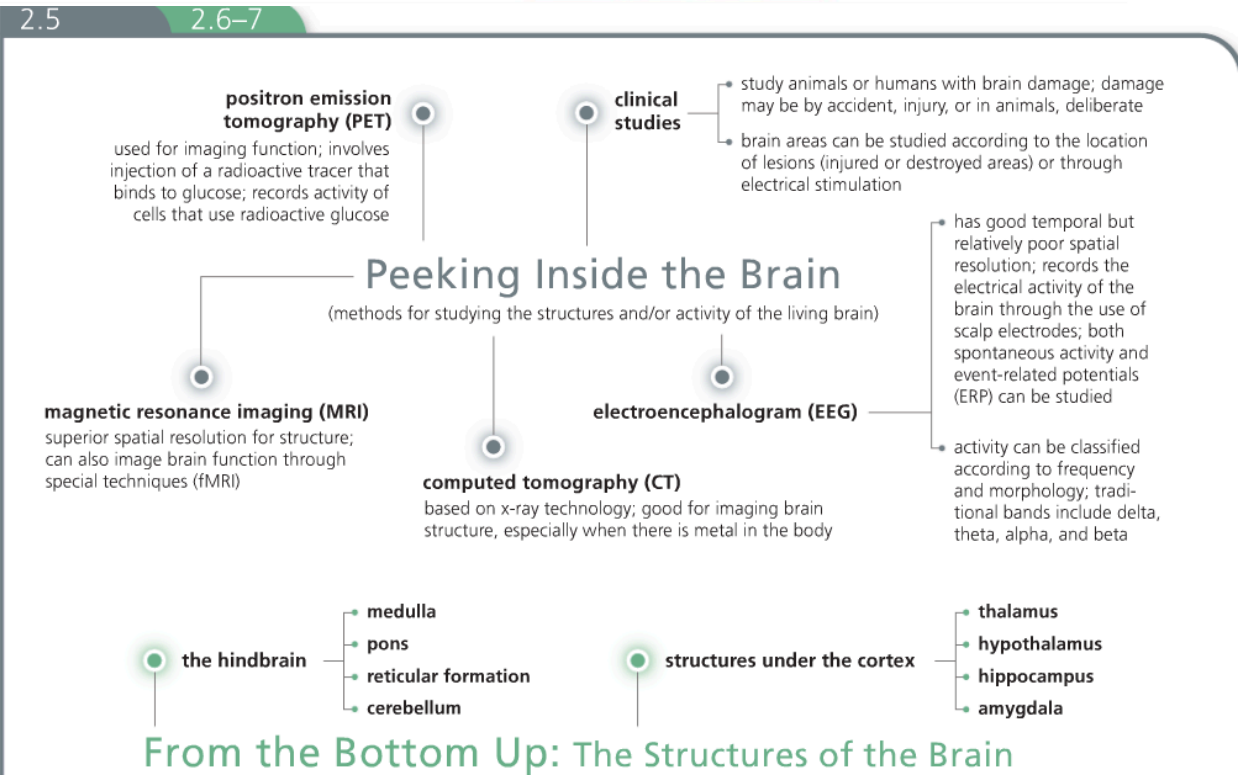 2.5
2.6–7
positron emission
tomography (PET)
used for imaging function; involves
injection of a radioactive tracer that
binds to glucose; records activity of
cells that use radioactive glucose
clinical
studies
study animals or humans with brain damage; damage
may be by accident, injury, or in animals, deliberate
brain areas can be studied according to the location
of lesions (injured or destroyed areas) or through
electrical stimulation
Peeking Inside the Brain
(methods for studying the structures and/or activity of the living brain)
magnetic resonance imaging (MRI)
superior spatial resolution for structure;
can also image brain function through
special techniques (fMRI)
computed tomography (CT)
based on x-ray technology; good for imaging brain
structure, especially when there is metal in the body
electroencephalogram (EEG)
has good temporal but
relatively poor spatial
resolution; records the
electrical activity of the
brain through the use of
scalp electrodes; both
spontaneous activity and
event-related potentials
(ERP) can be studied
activity can be classified
according to frequency
and morphology; tradi-
tional bands include delta,
theta, alpha, and beta
the hindbrain
medulla
pons
reticular formation
cerebellum
structures under the cortex
thalamus
hypothalamus
hippocampus
amygdala
From the Bottom Up: The Structures of the Brain